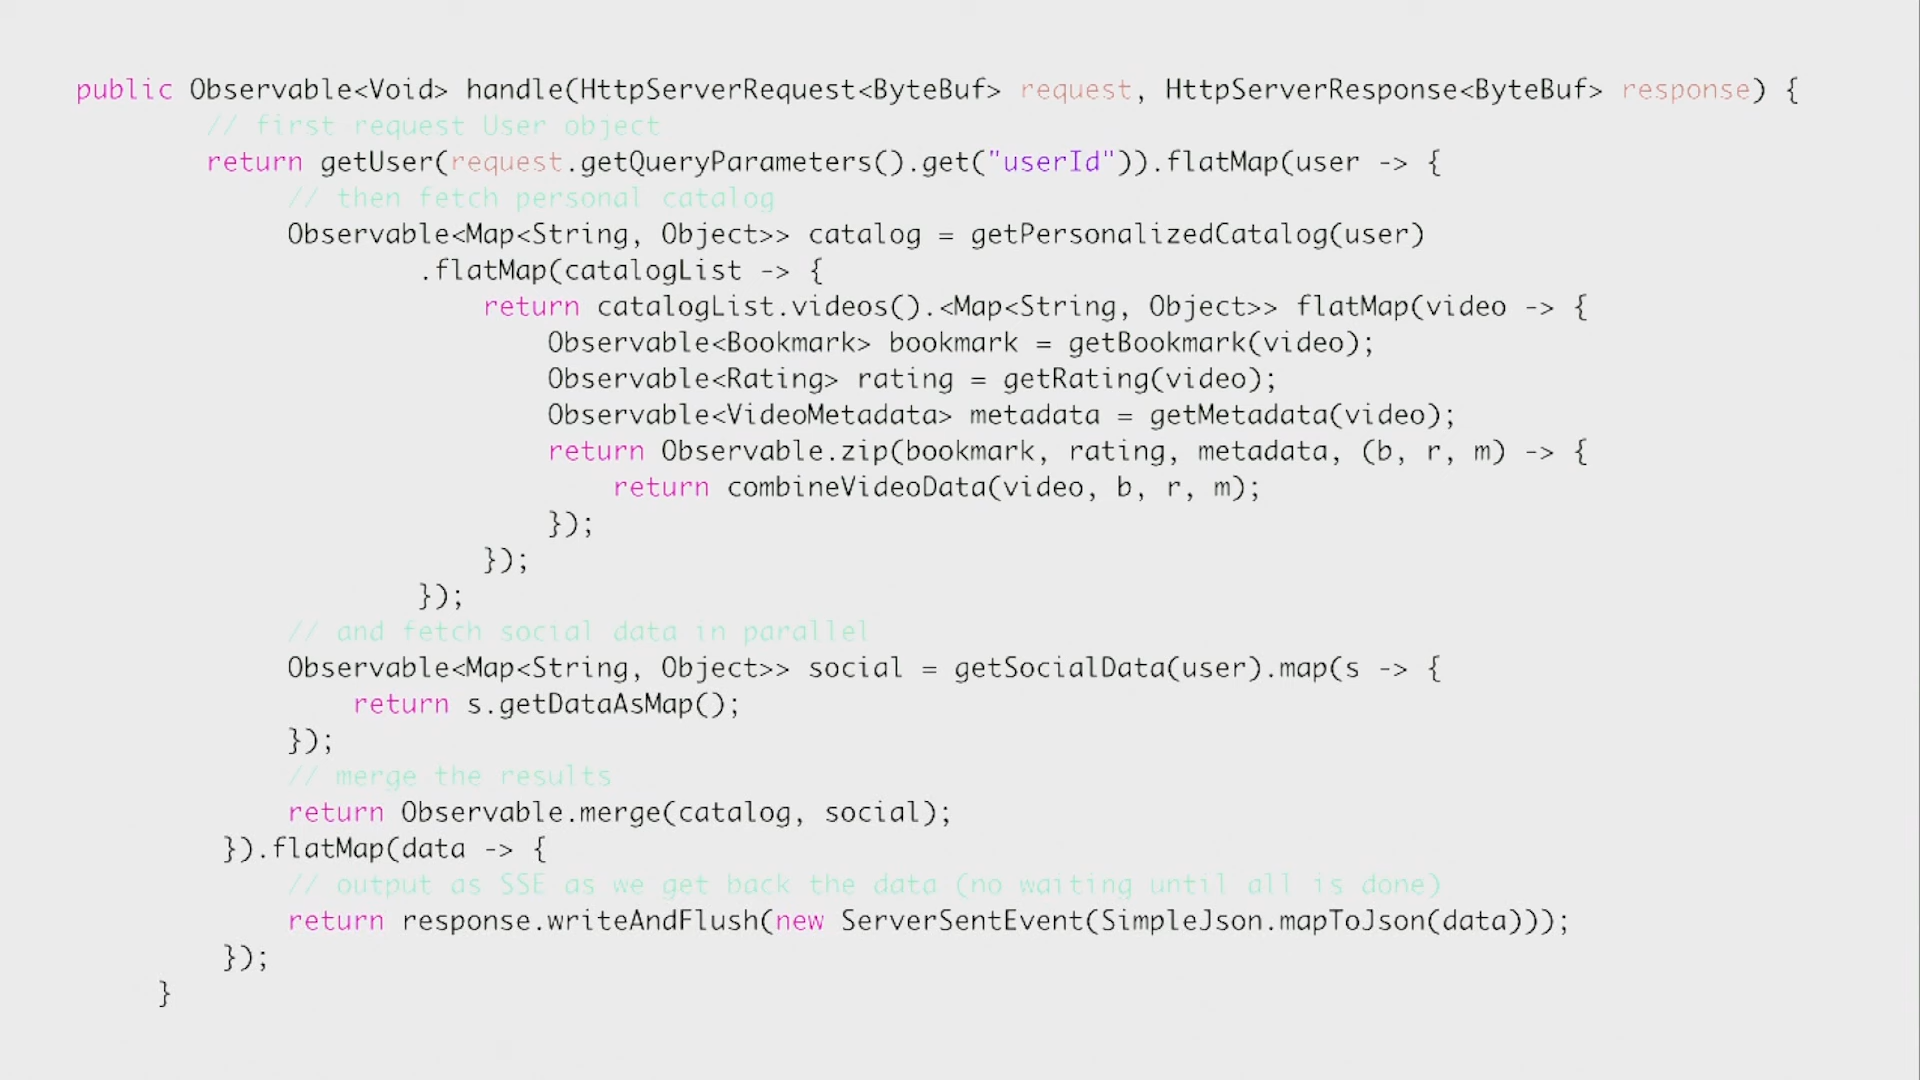 public Observable<Void> handle(HttpServerRequest<ByteBuf> request, HttpServerResponse<ByteBuf> response) {
// first request User object
return getUser(request.getQueryParameters().get("userId")).flatMap(user -> {
// then fetch personal catalog
Observable<Map<String, Object>> catalog = getPersonalizedCatalog(user)
.flatMap(catalogList -> {
return catalogList.videos().<Map<String, Object>> flatMap(video -> {
Observable<Bookmark> bookmark = getBookmark(video);
Observable<Rating> rating = getRating(video);
Observable<VideoMetadata> metadata = getMetadata(video);
return Observable.zip(bookmark, rating, metadata, (b, r, m) -> {
return combineVideoData(video, b, r, m);
});
});
});
// and fetch social data in parallel
Observable<Map<String, Object>> social = getSocialData(user).map(s -> {
return s.getDataAsMap();
});
// merge the results
return Observable.merge(catalog, social);
}).flatMap(data -> {
// output as SSE as we get back the data (no waiting until all is done)
return response.writeAndFlush(new ServerSentEvent(SimpleJson.mapToJson(data)));
});
}